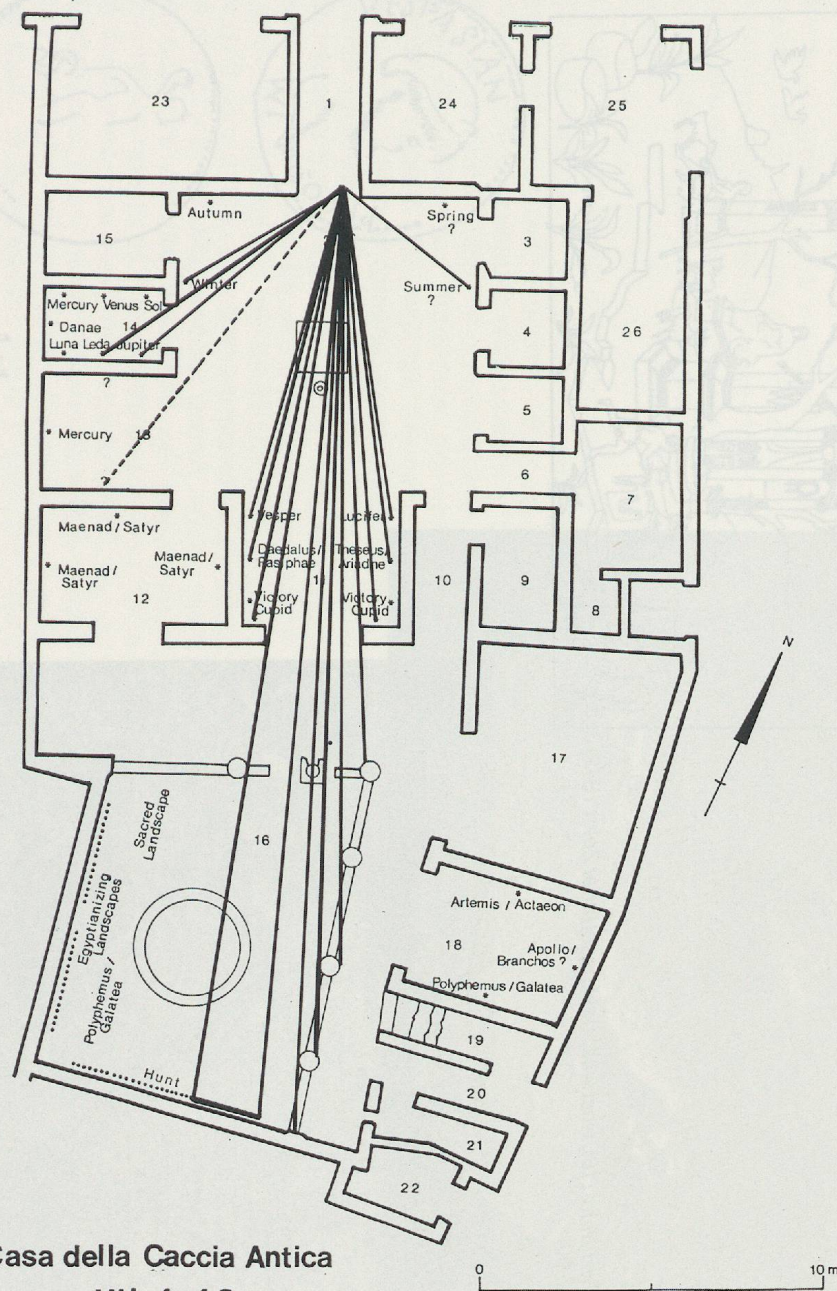 23
1
24
25
Autumn
Spring
?
15
3
Winter
Summer
?
Mercury Venus Sol
Danae 14
Luna Leda Jupiter
4
26
?
5
Mercury 13
?
6
7
Vesper
Lucifer
Maenad/Satyr
Daedalus/
Pasiphae
Theseus/
Ariadne
Maenad/
Satyr
Maenad/
Satyr
12
10
9
8
Victory
Cupid
Victory
Cupid
N
17
Sacred
Landscape
16
Egyptianizing
Landscapes
Polyphemus/
Galatea
Artemis / Actaeon
18
Apollo/
Branchos ?
Polyphemus/Galatea
19
Hunt
20
21
22
Casa della Caccia Antica
0
10 m